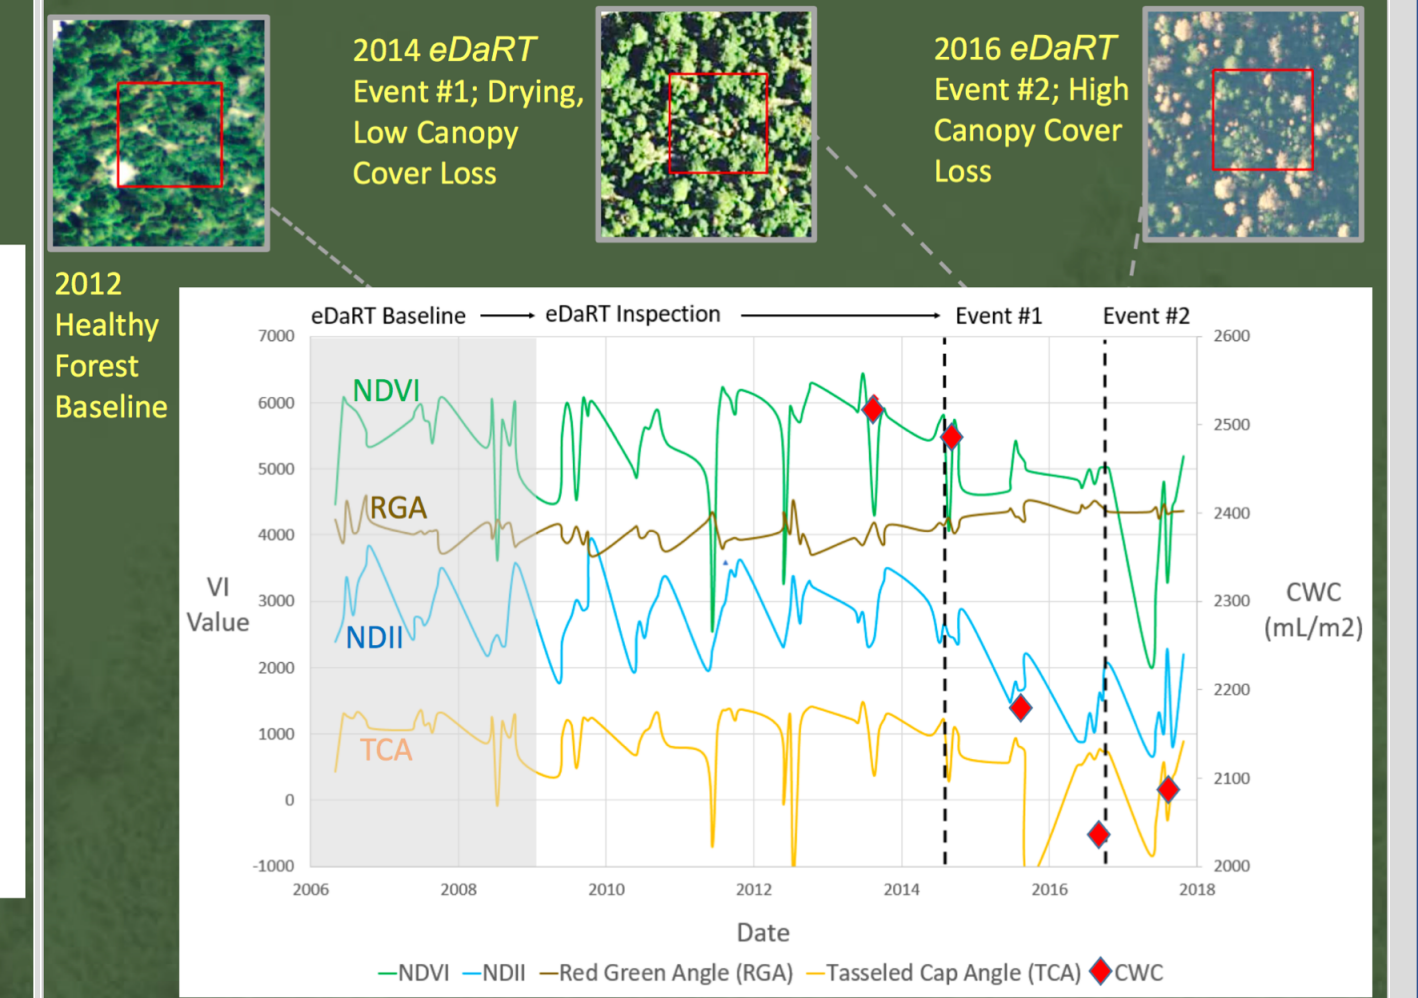 2014 eDaRT
Event #1; Drying,
Low Canopy
Cover Loss
2016 eDaRT
Event #2; High
Canopy Cover
Loss
2012
Healthy
Forest
Baseline
eDaRT Baseline
eDaRT Inspection
Event #1
Event #2
7000
6000
5000
4000
3000
2000
1000
0
-1000
VI
Value
NDVI
RGA
NDII
TCA
2600
2500
2400
2300
2200
2100
2000
CWC
(mL/m2)
2006
2008
2010
2012
2014
2016
2018
Date
NDVI
NDII
Red Green Angle (RGA)
Tasseled Cap Angle (TCA)
CWC